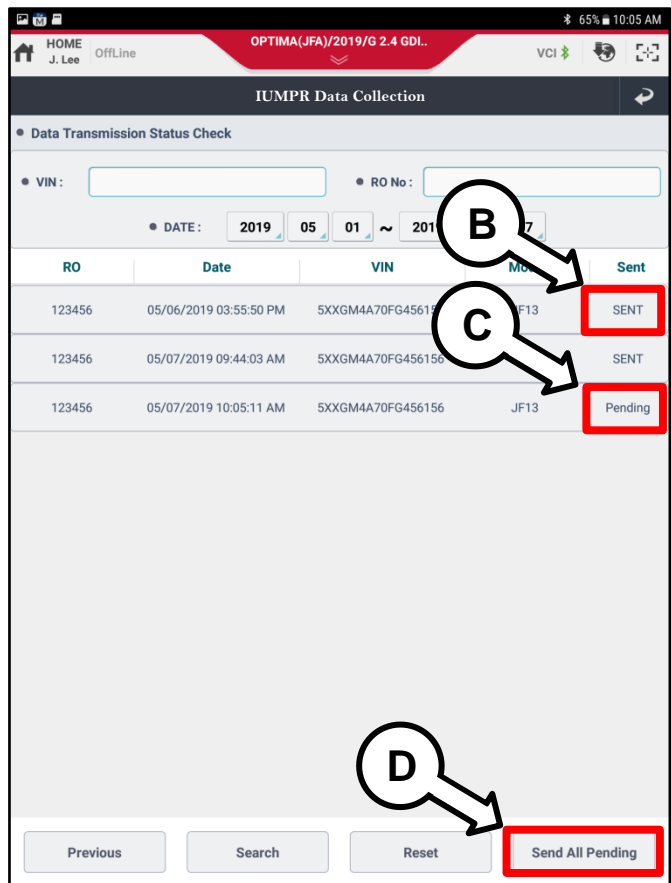 65% 10:05 AM
HOME
J. Lee
OffLine
OPTIMA(JFA)/2019/G 2.4 GDI..
VCI
IUMPR Data Collection
Data Transmission Status Check
VIN :
RO No :
DATE : 2019 05 01 ~
B
RO Date VIN Sent
123456 05/06/2019 03:55:50 PM SENT
C
123456 05/07/2019 09:44:03 AM 5XXGM4A70FG456156 SENT
123456 05/07/2019 10:05:11 AM 5XXGM4A70FG456156 JF13 Pending
D
Previous Search Reset Send All Pending